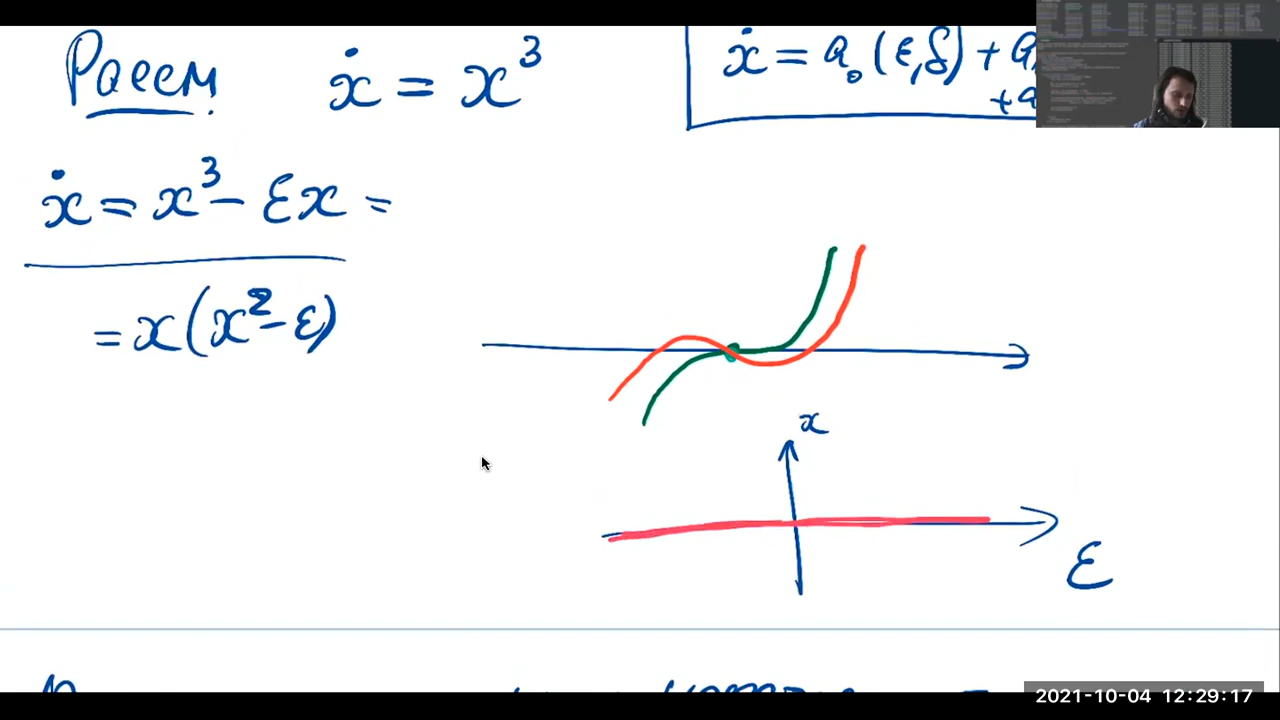 Рассм. ẋ = x³
ẋ = a₀(ε,δ) + a
+ a
ẋ = x³ - εx =
= x(x² - ε)
x
ε
2021-10-04 12:29:17